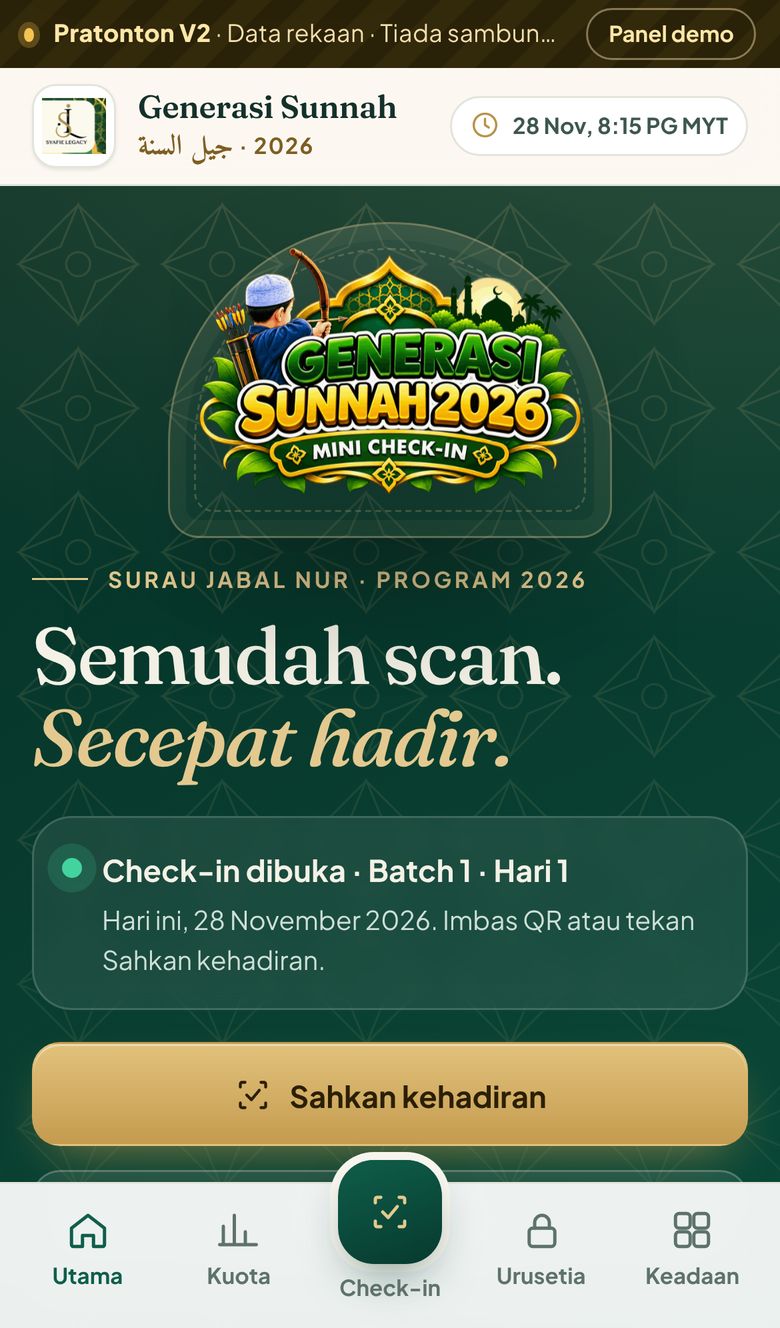 Pratonton V2 · Data rekaan · Tiada sambun…
Panel demo
SYAFIE LEGACY
Generasi Sunnah
جيل السنة · 2026
28 Nov, 8:15 PG MYT
GENERASI
SUNNAH 2026
MINI CHECK-IN
SURAU JABAL NUR · PROGRAM 2026
Semudah scan.
Secepat hadir.
Check-in dibuka · Batch 1 · Hari 1
Hari ini, 28 November 2026. Imbas QR atau tekan
Sahkan kehadiran.
Sahkan kehadiran
Utama
Kuota
Check-in
Urusetia
Keadaan